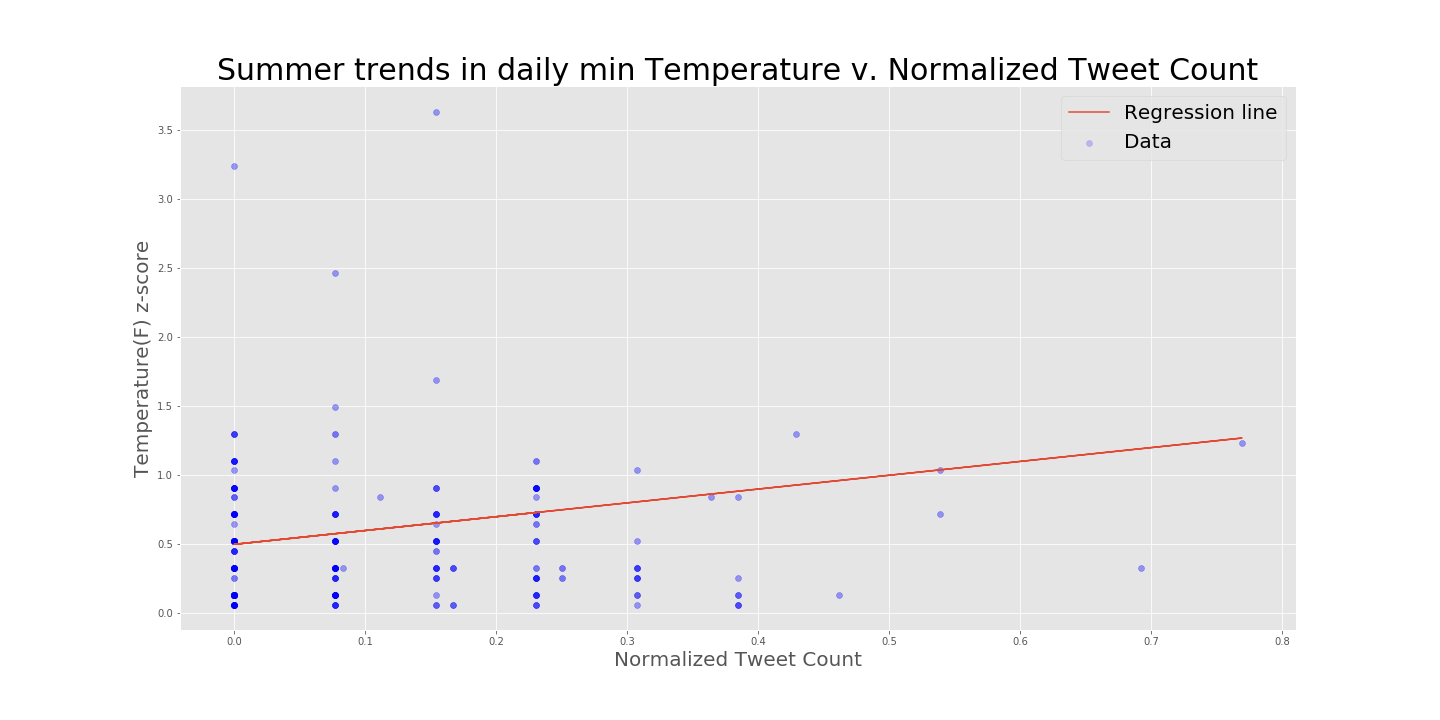 Summer trends in daily min Temperature v. Normalized Tweet Count
Regression line
Data
Temperature(F) z-score
3.5
3.0
2.5
2.0
1.5
1.0
0.5
0.0
0.0 0.1 0.2 0.3 0.4 0.5 0.6 0.7 0.8
Normalized Tweet Count